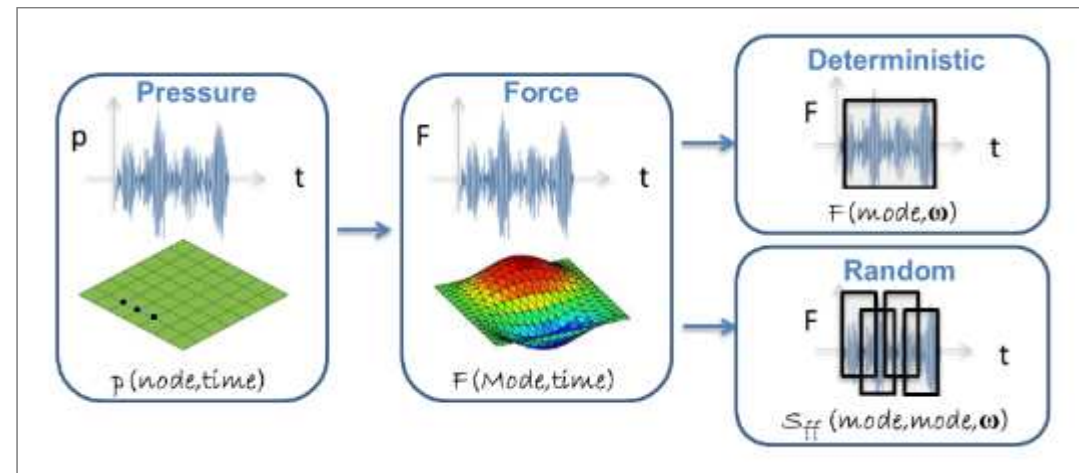 Pressure
p
t
p(node,time)
Force
F
t
F(Mode,time)
Deterministic
F
t
F(mode,ω)
Random
F
t
Sff(mode,mode,ω)